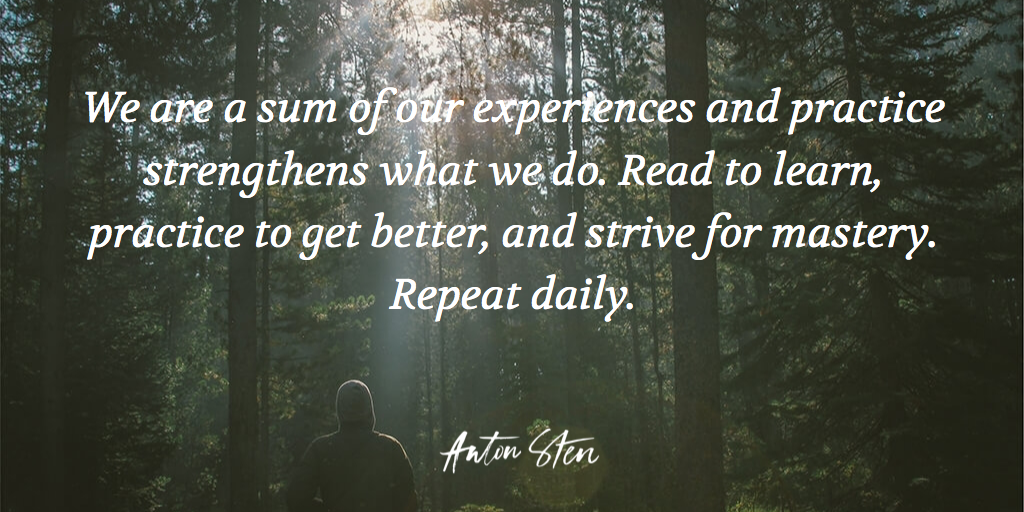 We are a sum of our experiences and practice
strengthens what we do. Read to learn,
practice to get better, and strive for mastery.
Repeat daily.
Anton Sten